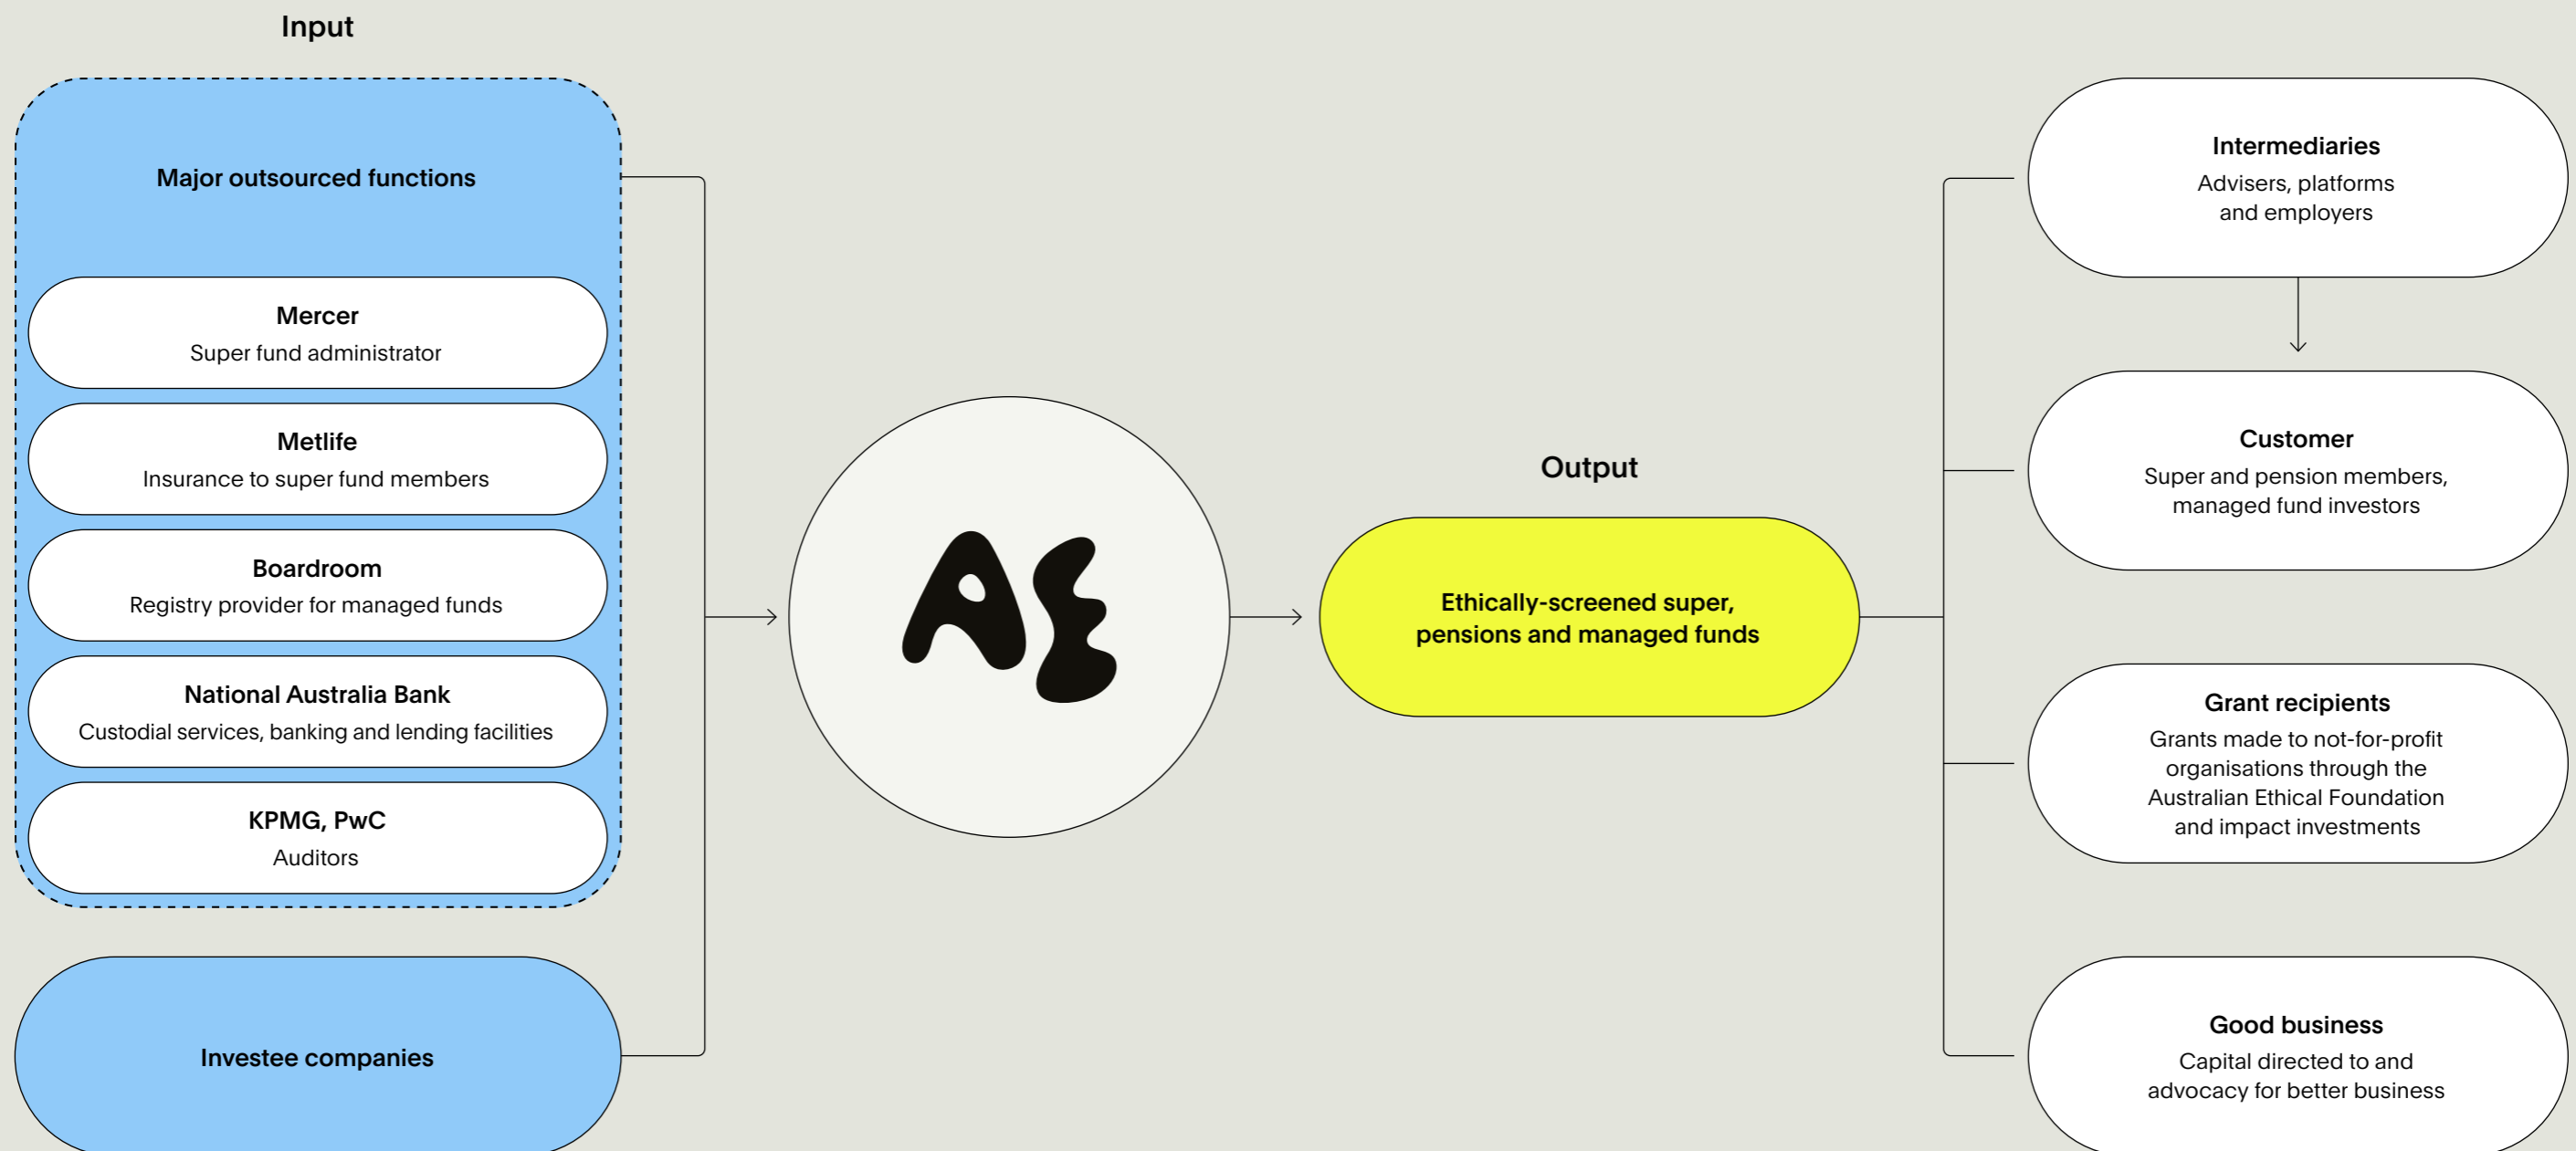 Input
Major outsourced functions
Mercer
Super fund administrator
Metlife
Insurance to super fund members
Boardroom
Registry provider for managed funds
National Australia Bank
Custodial services, banking and lending facilities
KPMG, PwC
Auditors
Investee companies
AE
Output
Ethically-screened super,
pensions and managed funds
Intermediaries
Advisers, platforms
and employers
Customer
Super and pension members,
managed fund investors
Grant recipients
Grants made to not-for-profit
organisations through the
Australian Ethical Foundation
and impact investments
Good business
Capital directed to and
advocacy for better business